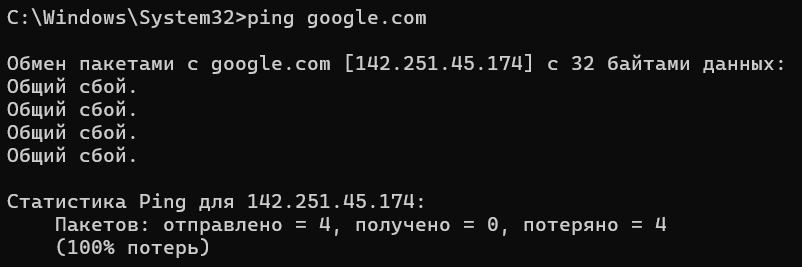 C:\Windows\System32>ping google.com
Обмен пакетами с google.com [142.251.45.174] с 32 байтами данных:
Общий сбой.
Общий сбой.
Общий сбой.
Общий сбой.
Статистика Ping для 142.251.45.174:
    Пакетов: отправлено = 4, получено = 0, потеряно = 4
    (100% потерь)